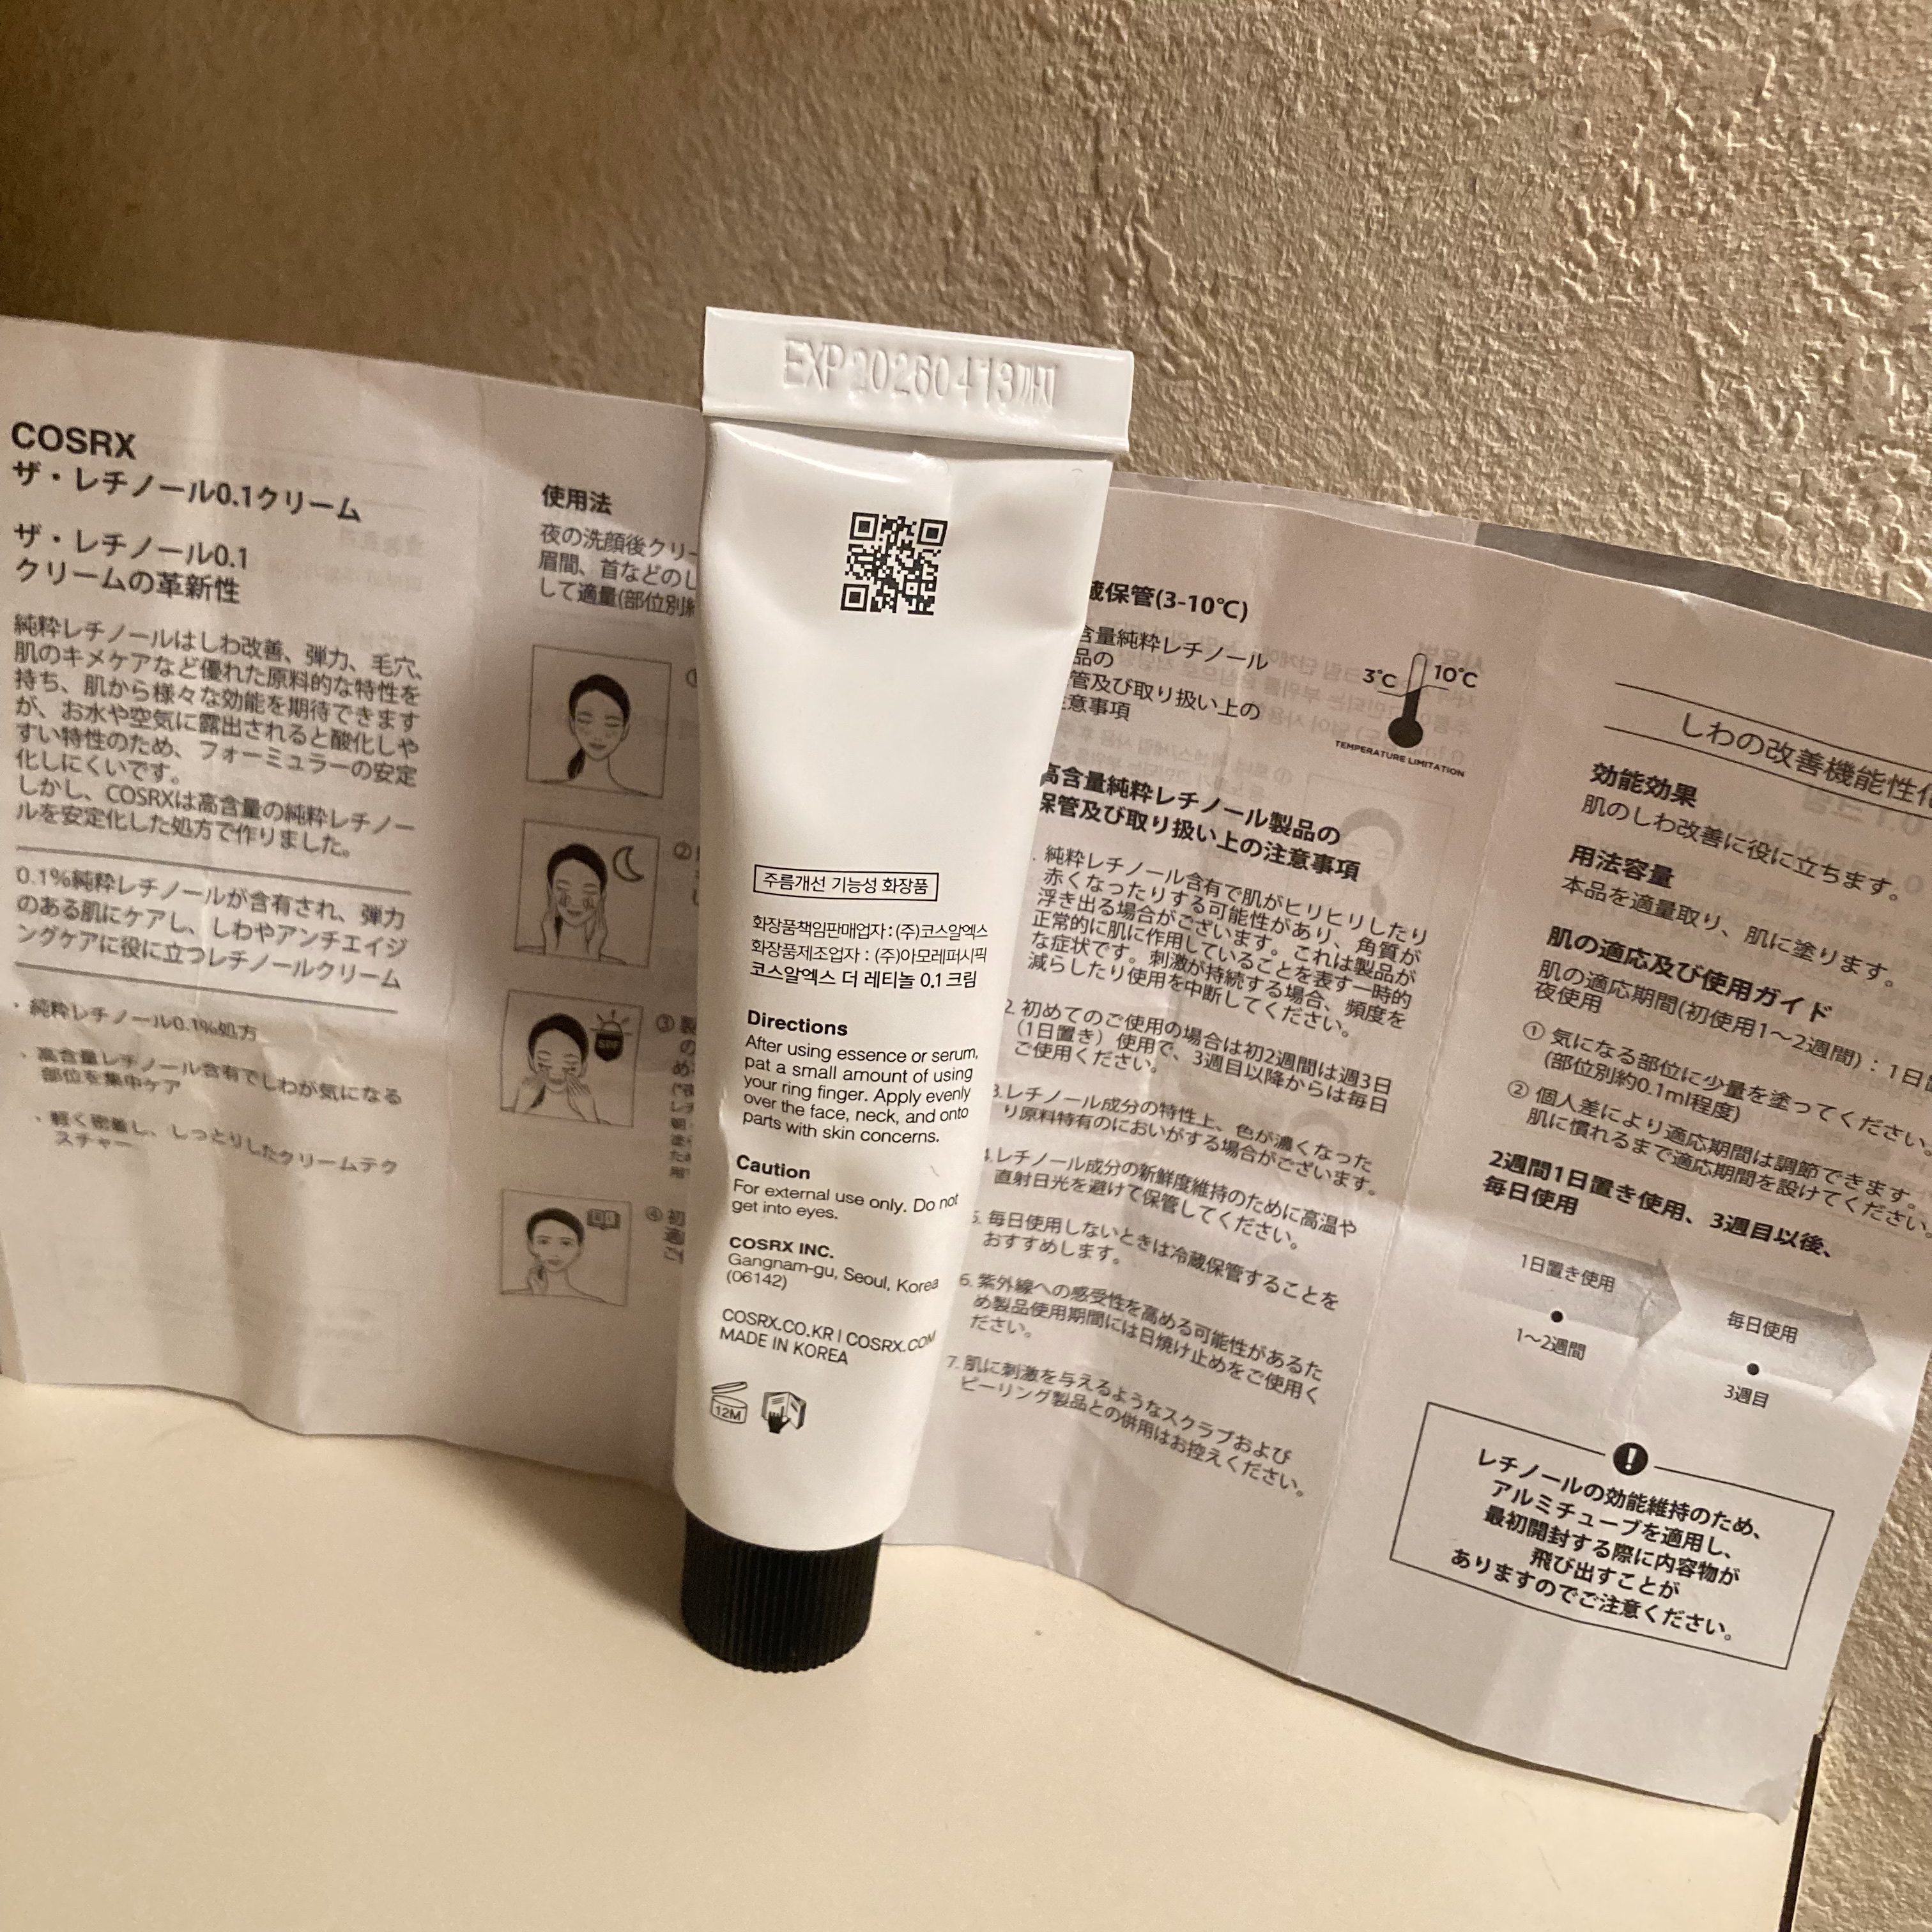 COSRX
ザ・レチノール0.1クリーム
ザ・レチノール0.1
クリームの革新性
純粋レチノールはしわ改善、弾力、毛穴、
肌のキメケアなど優れた原料的な特性を
持ち、肌から様々な効能を期待できます
が、お水や空気に露出されると酸化しや
すい特性のため、フォーミュラーの安定
化しにくいです。
しかし、COSRXは高含量の純粋レチノー
ルを安定化した処方で作りました。
0.1%純粋レチノールが含有され、弾力
のある肌にケアし、しわやアンチエイジ
ングケアに役に立つレチノールクリーム
・純粋レチノール0.1%処方
・高含量レチノール含有でしわが気になる
部位を集中ケア
・軽く密着し、しっとりしたクリームテク
スチャー
使用法
夜の洗顔後クリー
眉間、首などのし
して適量(部位別
①
②
SPF
③ 製
の
め
④ 初
EXP 20260413까지
주름개선 기능성 화장품
화장품책임판매업자 : (주)코스알엑스
화장품제조업자 : (주)아모레퍼시픽
코스알엑스 더 레티놀 0.1 크림
Directions
After using essence or serum,
pat a small amount of using
your ring finger. Apply evenly
over the face, neck, and onto
parts with skin concerns.
Caution
For external use only. Do not
get into eyes.
COSRX INC.
Gangnam-gu, Seoul, Korea
(06142)
COSRX.CO.KR | COSRX.COM
MADE IN KOREA
12M
蔵保管(3-10℃)
含量純粋レチノール
品の
管及び取り扱い上の
注意事項
3℃ 10℃
TEMPERATURE LIMITATION
高含量純粋レチノール製品の
保管及び取り扱い上の注意事項
. 純粋レチノール含有で肌がヒリヒリしたり
赤くなったりする可能性があり、角質が
浮き出る場合がございます。これは製品が
正常的に肌に作用していることを表す一時的
な症状です。刺激が持続する場合、頻度を
減らしたり使用を中断してください。
2. 初めてのご使用の場合は初2週間は週3日
（1日置き）使用で、3週目以降からは毎日
ご使用ください。
3. レチノール成分の特性上、色が濃くなった
り原料特有のにおいがする場合がございます。
4. レチノール成分の新鮮度維持のために高温や
直射日光を避けて保管してください。
5. 毎日使用しないときは冷蔵保管することを
おすすめします。
6. 紫外線への感受性を高める可能性があるた
め製品使用期間には日焼け止めをご使用く
ださい。
7. 肌に刺激を与えるようなスクラブおよび
ピーリング製品との併用はお控えください。
しわの改善機能性化
効能効果
肌のしわ改善に役に立ちます。
用法容量
本品を適量取り、肌に塗ります。
肌の適応及び使用ガイド
肌の適応期間(初使用1～2週間)：1日置
夜使用
① 気になる部位に少量を塗ってください。
(部位別約0.1ml程度)
② 個人差により適応期間は調節できます。
肌に慣れるまで適応期間を設けてください。
2週間1日置き使用、3週目以後、
毎日使用
1日置き使用
1～2週間
毎日使用
3週目
!
レチノールの効能維持のため、
アルミチューブを適用し、
最初開封する際に内容物が
飛び出すことが
ありますのでご注意ください。